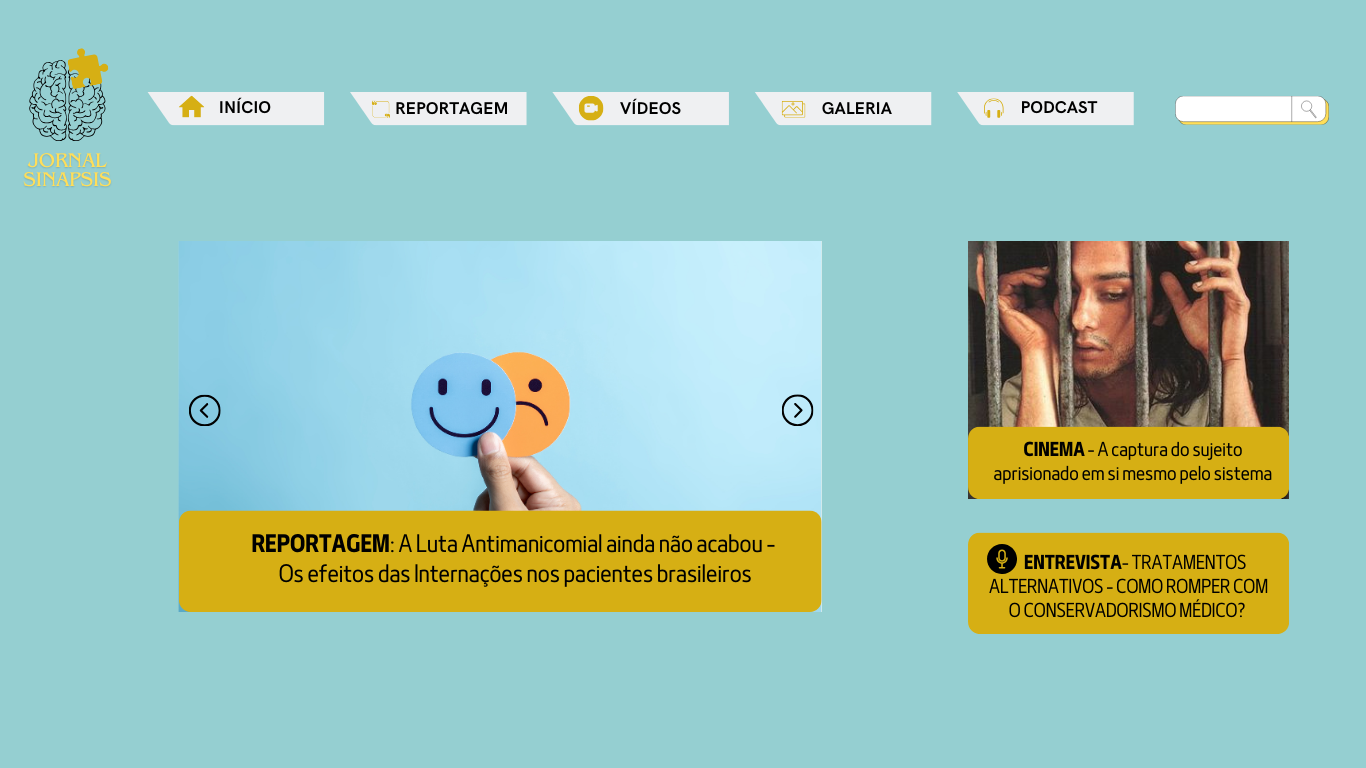 JORNAL
SINAPSIS
INÍCIO
REPORTAGEM
VÍDEOS
GALERIA
PODCAST
REPORTAGEM: A Luta Antimanicomial ainda não acabou -
Os efeitos das Internações nos pacientes brasileiros
CINEMA - A captura do sujeito
aprisionado em si mesmo pelo sistema
ENTREVISTA- TRATAMENTOS
ALTERNATIVOS - COMO ROMPER COM
O CONSERVADORISMO MÉDICO?